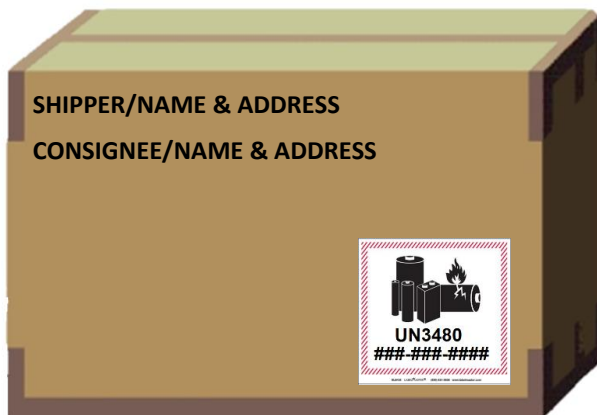 SHIPPER/NAME & ADDRESS
CONSIGNEE/NAME & ADDRESS
UN3480
###-###-####